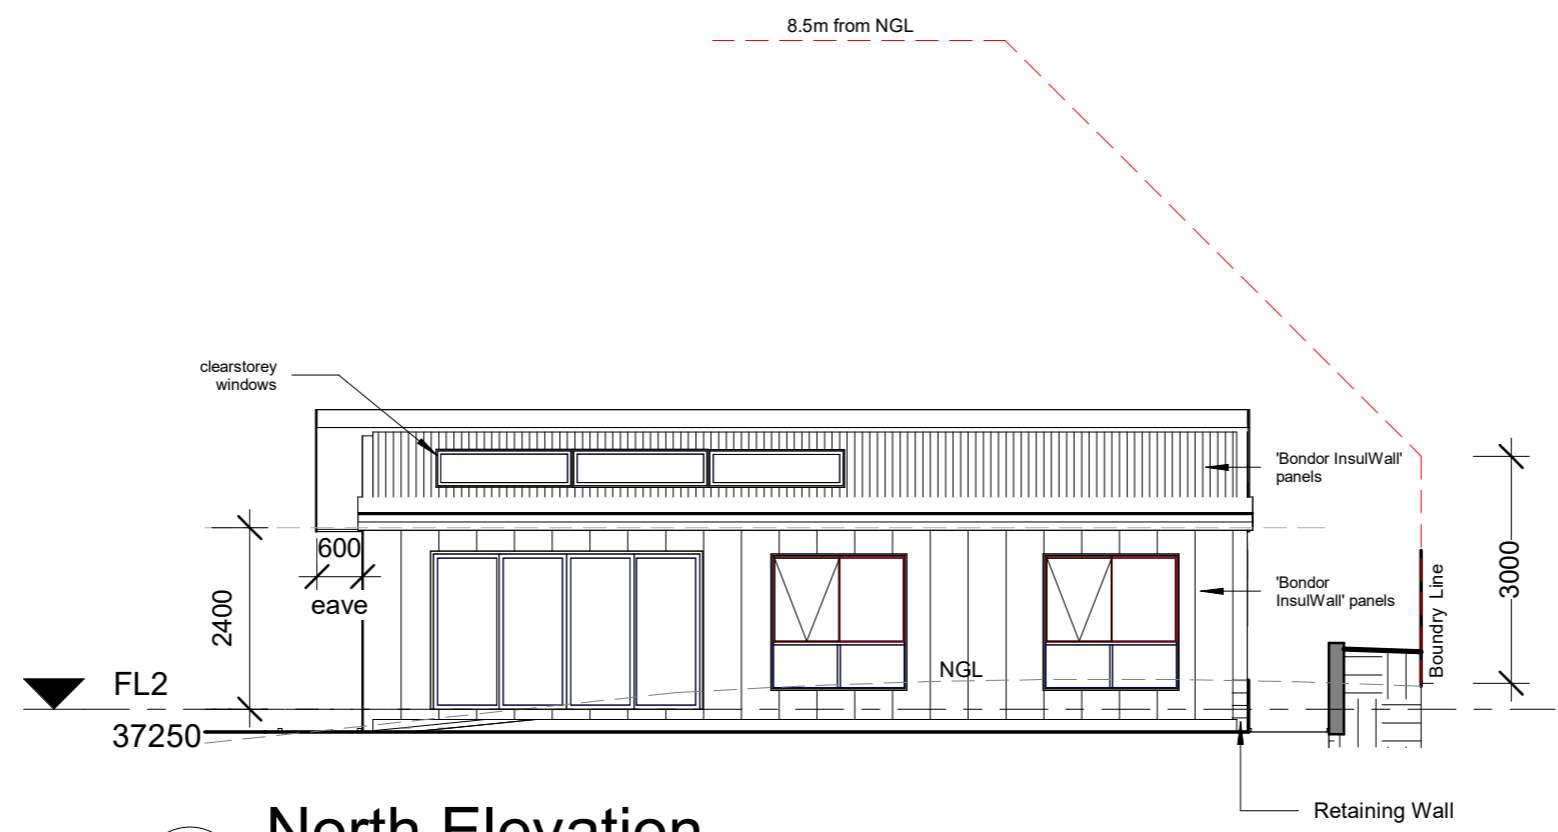 8.5m from NGL
clearstorey
windows
'Bondor InsulWall'
panels
600
eave
2400
'Bondor
InsulWall' panels
3000
Boundry Line
NGL
FL2
37250
Retaining Wall
North Elevation